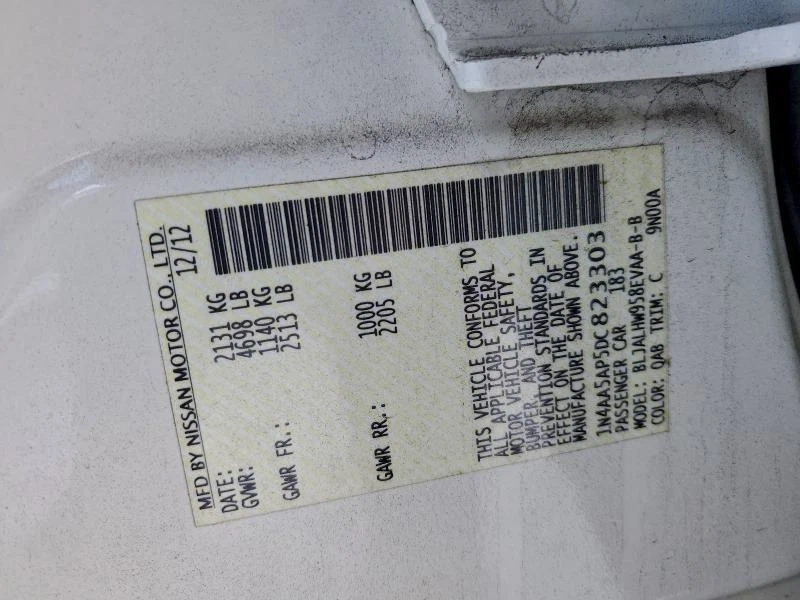 MFD BY NISSAN MOTOR CO., LTD.
DATE: 12/12
GVWR: 2131 KG
4698 LB
GAWR FR.: 1140 KG
2513 LB
GAWR RR.: 1000 KG
2205 LB
THIS VEHICLE CONFORMS TO
ALL APPLICABLE FEDERAL
MOTOR VEHICLE SAFETY,
BUMPER, AND THEFT
PREVENTION STANDARDS IN
EFFECT ON THE DATE OF
MANUFACTURE SHOWN ABOVE.
1N4AA5AP5DC823303
PASSENGER CAR 183
MODEL: BLJALHW958EVAA-B-B
COLOR: QAB TRIM: C 9N00A